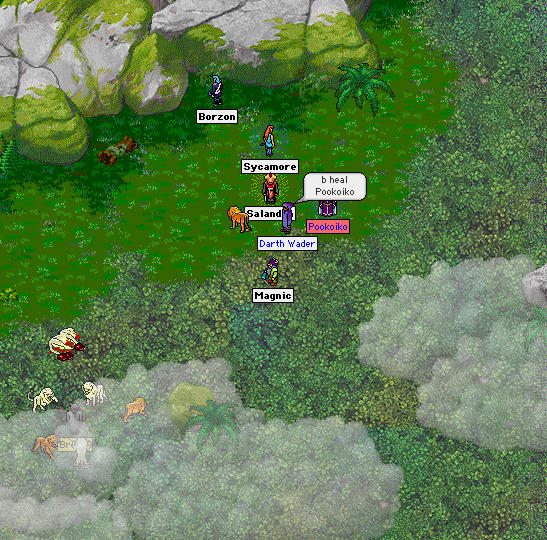 Borzon
Sycamore
b heal
Pookoiko
Saland
Pookoiko
Darth Wader
Magnic